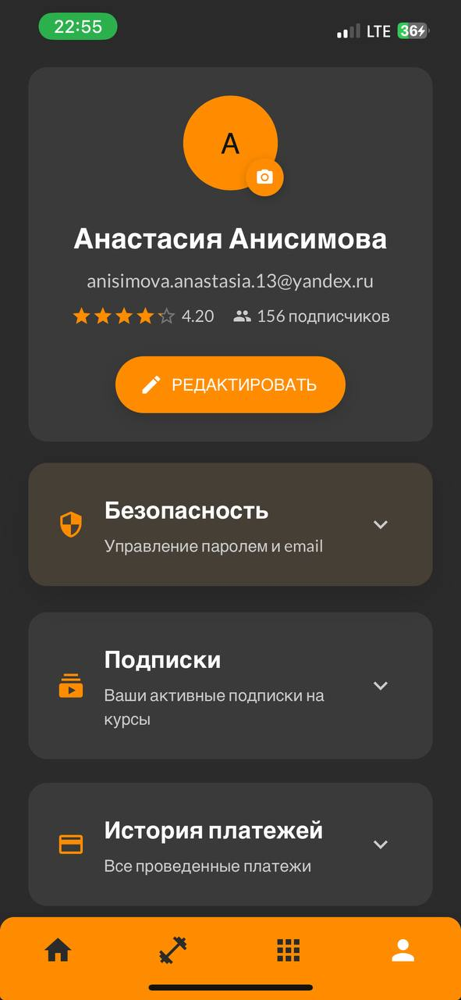 22:55
LTE 36
А
Анастасия Анисимова
anisimova.anastasia.13@yandex.ru
4.20 156 подписчиков
РЕДАКТИРОВАТЬ
Безопасность
Управление паролем и email
Подписки
Ваши активные подписки на
курсы
История платежей
Все проведенные платежи